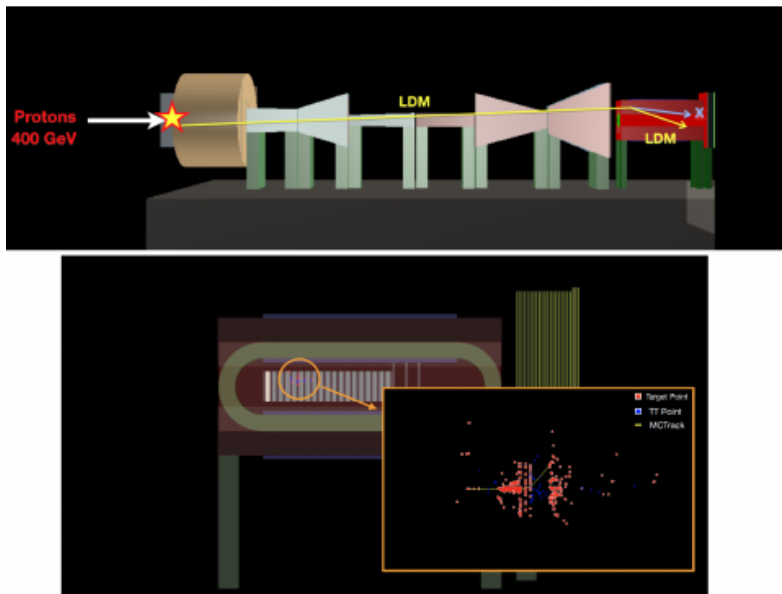 LDM
Protons
400 GeV
X
LDM
Target Point
TT Point
MCTrack